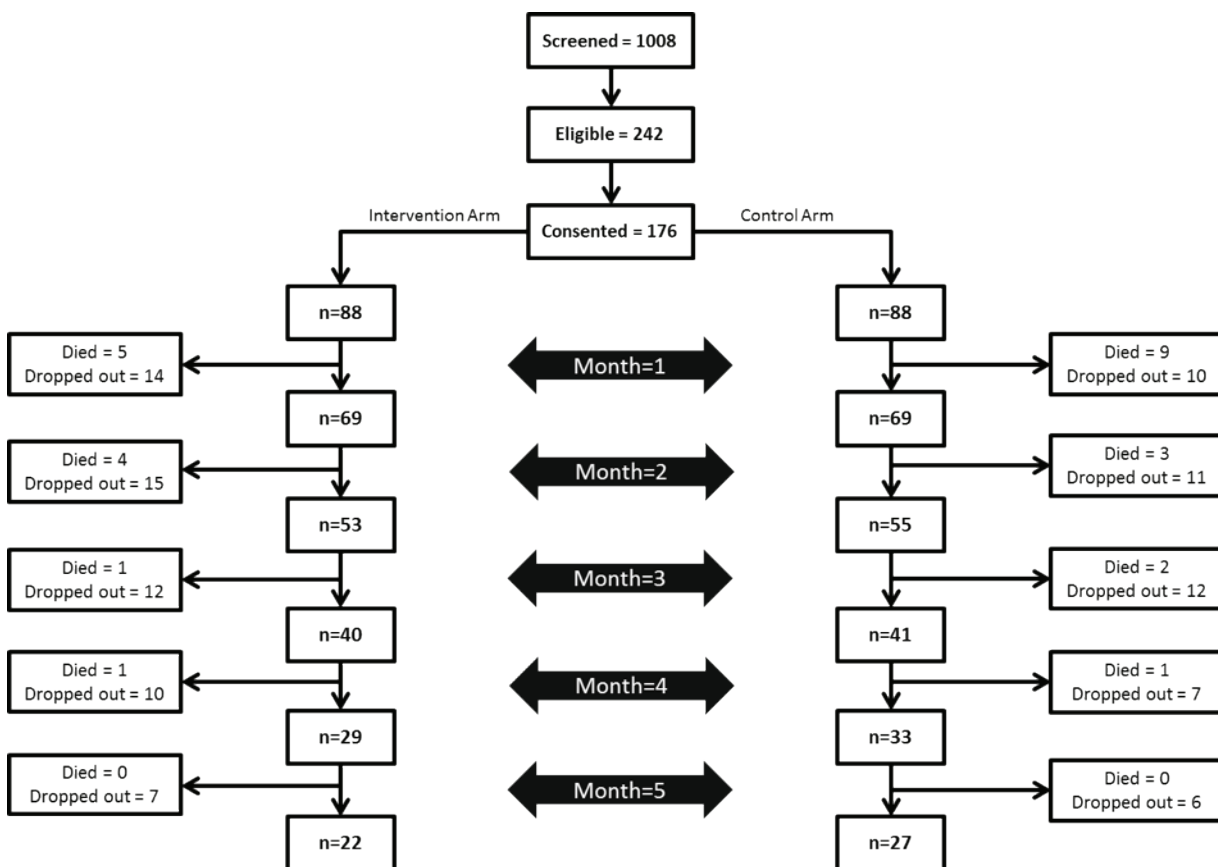 Screened = 1008
Eligible = 242
Intervention Arm
Consented = 176
Control Arm
n=88
n=88
Died = 5
Dropped out = 14
Month=1
Died = 9
Dropped out = 10
n=69
n=69
Died = 4
Dropped out = 15
Month=2
Died = 3
Dropped out = 11
n=53
n=55
Died = 1
Dropped out = 12
Month=3
Died = 2
Dropped out = 12
n=40
n=41
Died = 1
Dropped out = 10
Month=4
Died = 1
Dropped out = 7
n=29
n=33
Died = 0
Dropped out = 7
Month=5
Died = 0
Dropped out = 6
n=22
n=27